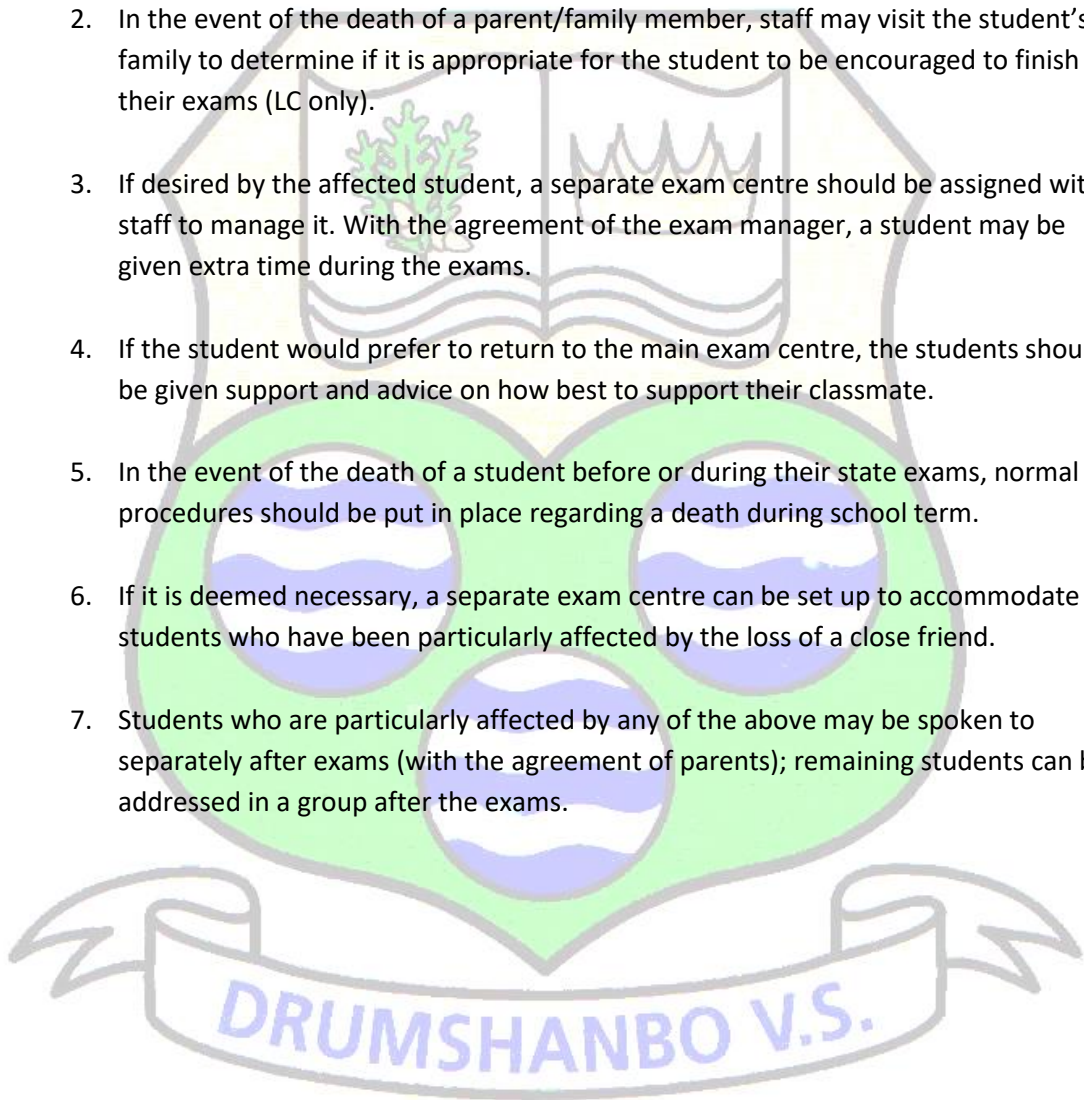 2. In the event of the death of a parent/family member, staff may visit the student’s
family to determine if it is appropriate for the student to be encouraged to finish
their exams (LC only).
3. If desired by the affected student, a separate exam centre should be assigned wit
staff to manage it. With the agreement of the exam manager, a student may be
given extra time during the exams.
4. If the student would prefer to return to the main exam centre, the students shou
be given support and advice on how best to support their classmate.
5. In the event of the death of a student before or during their state exams, normal
procedures should be put in place regarding a death during school term.
6. If it is deemed necessary, a separate exam centre can be set up to accommodate
students who have been particularly affected by the loss of a close friend.
7. Students who are particularly affected by any of the above may be spoken to
separately after exams (with the agreement of parents); remaining students can b
addressed in a group after the exams.
DRUMSHANBO V.S.